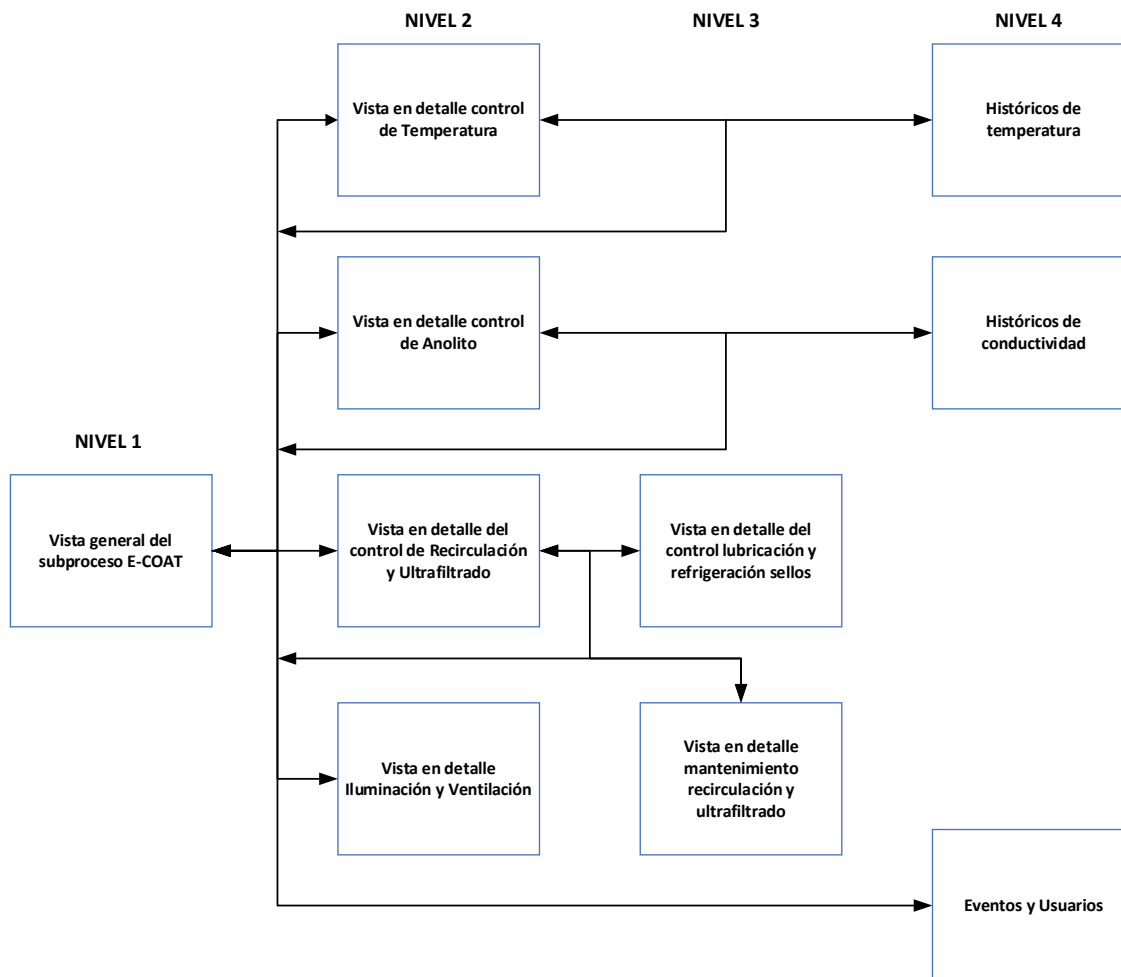 NIVEL 2
NIVEL 3
NIVEL 4
Vista en detalle control
de Temperatura
Históricos de
temperatura
Vista en detalle control
de Anolito
Históricos de
conductividad
NIVEL 1
Vista general del
subproceso E-COAT
Vista en detalle del
control de Recirculación
y Ultrafiltrado
Vista en detalle del
control lubricación y
refrigeración sellos
Vista en detalle
Iluminación y Ventilación
Vista en detalle
mantenimiento
recirculación y
ultrafiltrado
Eventos y Usuarios